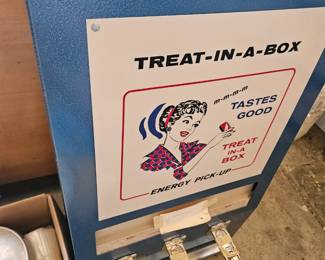 TREAT-IN-A-BOX
m-m-m-m
TASTES
GOOD
TREAT
IN-A
BOX
ENERGY PICK-UP